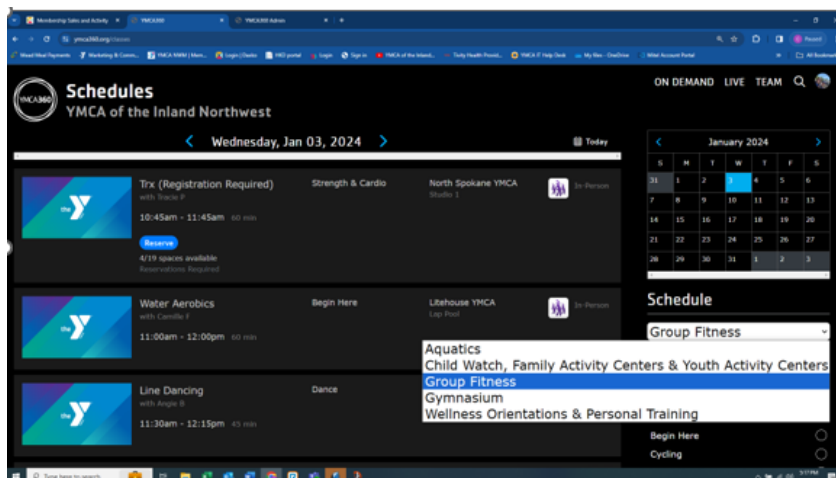 Membership Sales and Activity
YMCA360
YMCA360 Admin
ymca360.org/classes
YMCA360
Schedules
YMCA of the Inland Northwest
ON DEMAND LIVE TEAM
Wednesday, Jan 03, 2024
Today
Trx (Registration Required)
with Tracie P
10:45am - 11:45am 60 min
Reserve
4/19 spaces available
Reservations Required
Strength & Cardio
North Spokane YMCA
Studio 1
In-Person
Water Aerobics
with Camille F
11:00am - 12:00pm 60 min
Begin Here
Litehouse YMCA
Lap Pool
In-Person
Line Dancing
with Angie B
11:30am - 12:15pm 45 min
Dance
January 2024
S M T W T F S
31 1 2 3 4 5 6
7 8 9 10 11 12 13
14 15 16 17 18 19 20
21 22 23 24 25 26 27
28 29 30 31 1 2 3
Schedule
Group Fitness
Aquatics
Child Watch, Family Activity Centers & Youth Activity Centers
Group Fitness
Gymnasium
Wellness Orientations & Personal Training
Begin Here
Cycling
Type here to search